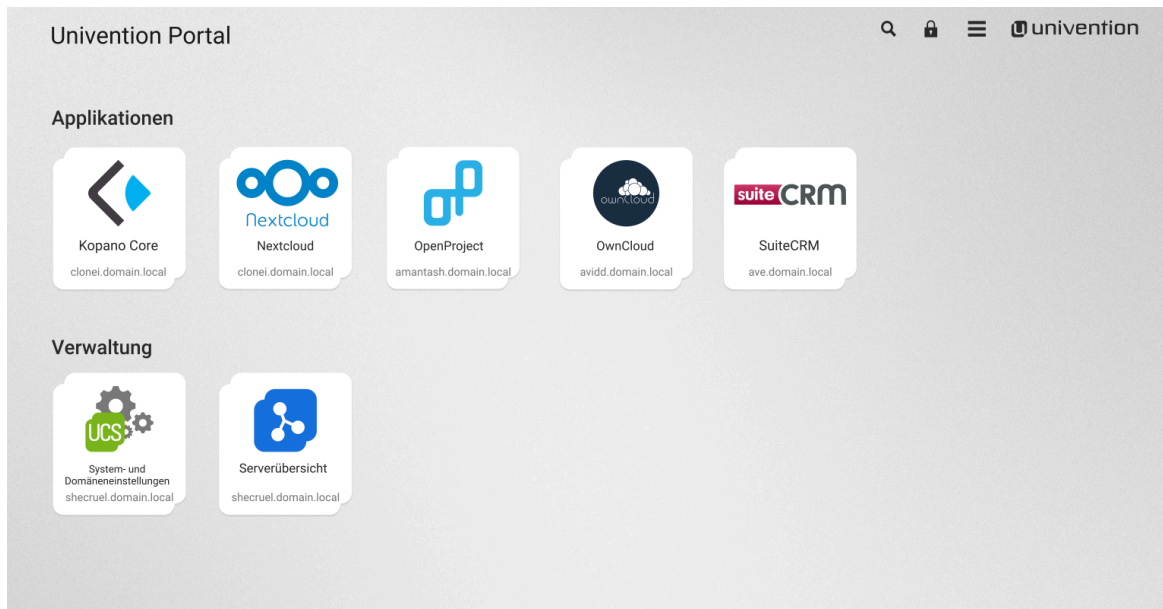 Univention Portal
univention
Applikationen
Nextcloud
ownCloud
suite CRM
Kopano Core
Nextcloud
OpenProject
OwnCloud
SuiteCRM
clonei.domain.local
clonei.domain.local
amantash.domain.local
avidd.domain.local
ave.domain.local
Verwaltung
UCS
System- und
Domäneneinstellungen
Serverübersicht
shecruel.domain.local
shecruel.domain.local